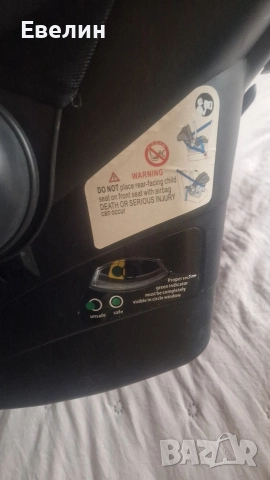 Евелин
WARNING
DO NOT place rear-facing child
seat on front seat with airbag
DEATH OR SERIOUS INJURY
can occur
Proper recline
green indicator
must be completely
visible in circle window
unsafe safe
BAZAR